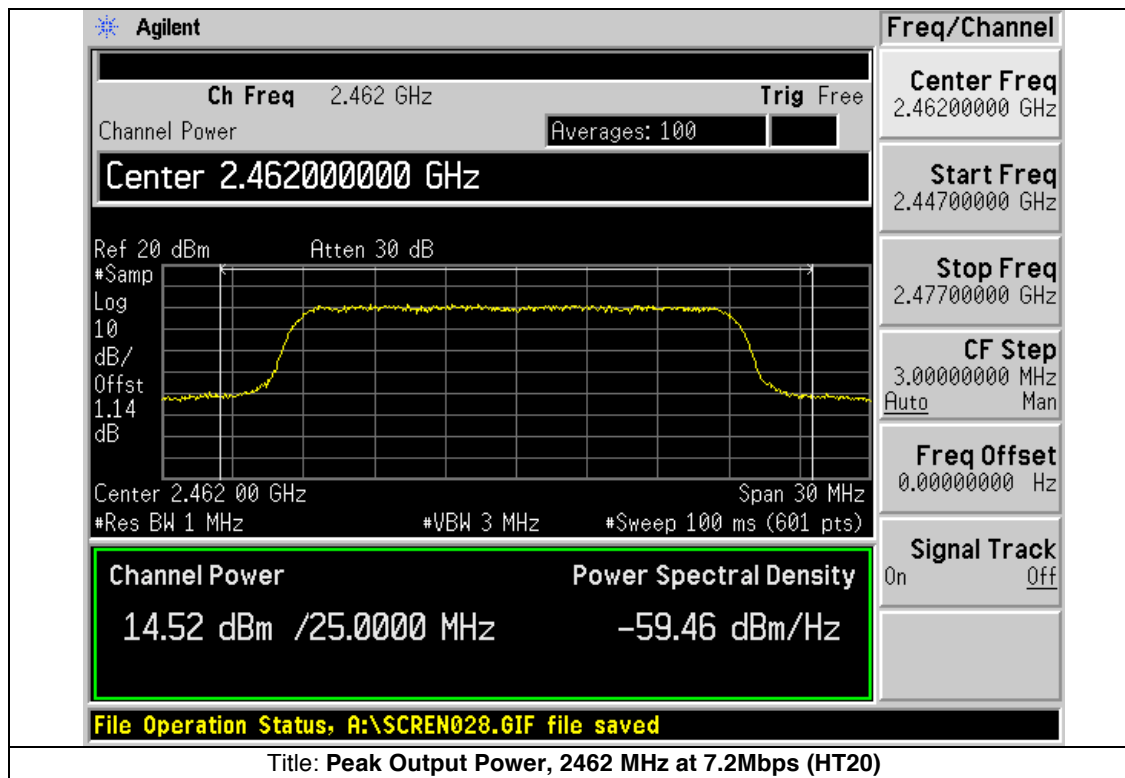 Agilent
Freq/Channel
Ch Freq 2.462 GHz Trig Free
Channel Power Averages: 100
Center 2.462000000 GHz
Ref 20 dBm Atten 30 dB
#Samp
Log
10
dB/
Offst
1.14
dB
Center 2.462 00 GHz Span 30 MHz
#Res BW 1 MHz #VBW 3 MHz #Sweep 100 ms (601 pts)
Channel Power Power Spectral Density
14.52 dBm /25.0000 MHz -59.46 dBm/Hz
File Operation Status, A:\SCREN028.GIF file saved
Center Freq
2.46200000 GHz
Start Freq
2.44700000 GHz
Stop Freq
2.47700000 GHz
CF Step
3.00000000 MHz
Auto Man
Freq Offset
0.00000000 Hz
Signal Track
On Off
Title: Peak Output Power, 2462 MHz at 7.2Mbps (HT20)